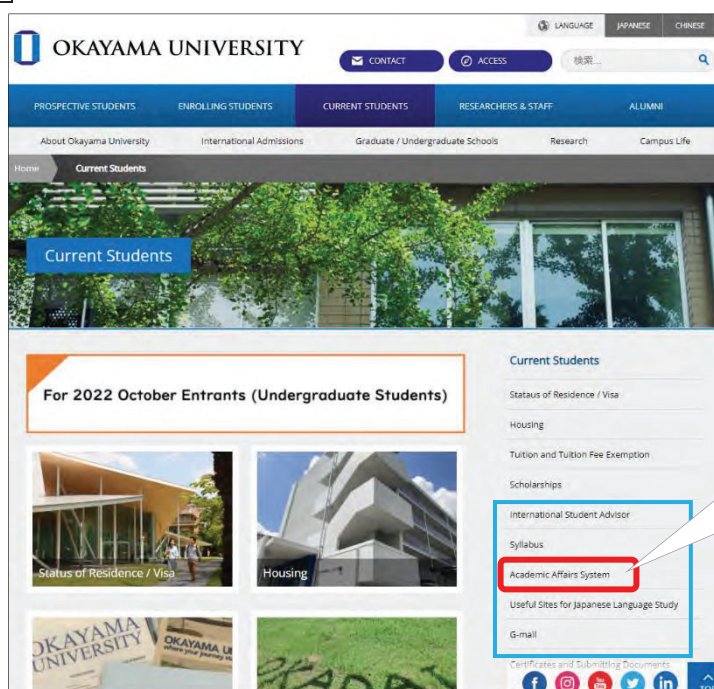 LANGUAGE JAPANESE CHINESE
OKAYAMA UNIVERSITY
CONTACT ACCESS 検索...
PROSPECTIVE STUDENTS ENROLLING STUDENTS CURRENT STUDENTS RESEARCHERS & STAFF ALUMNI
About Okayama University International Admissions Graduate / Undergraduate Schools Research Campus Life
Home Current Students
Current Students
For 2022 October Entrants (Undergraduate Students)
Status of Residence / Visa
Housing
OKAYAMA UNIVERSITY
OKAYAMA
Current Students
Stataus of Residence / Visa
Housing
Tuition and Tuition Fee Exemption
Scholarships
International Student Advisor
Syllabus
Academic Affairs System
Useful Sites for Japanese Language Study
G-mail
Certificates and Submitting Documents